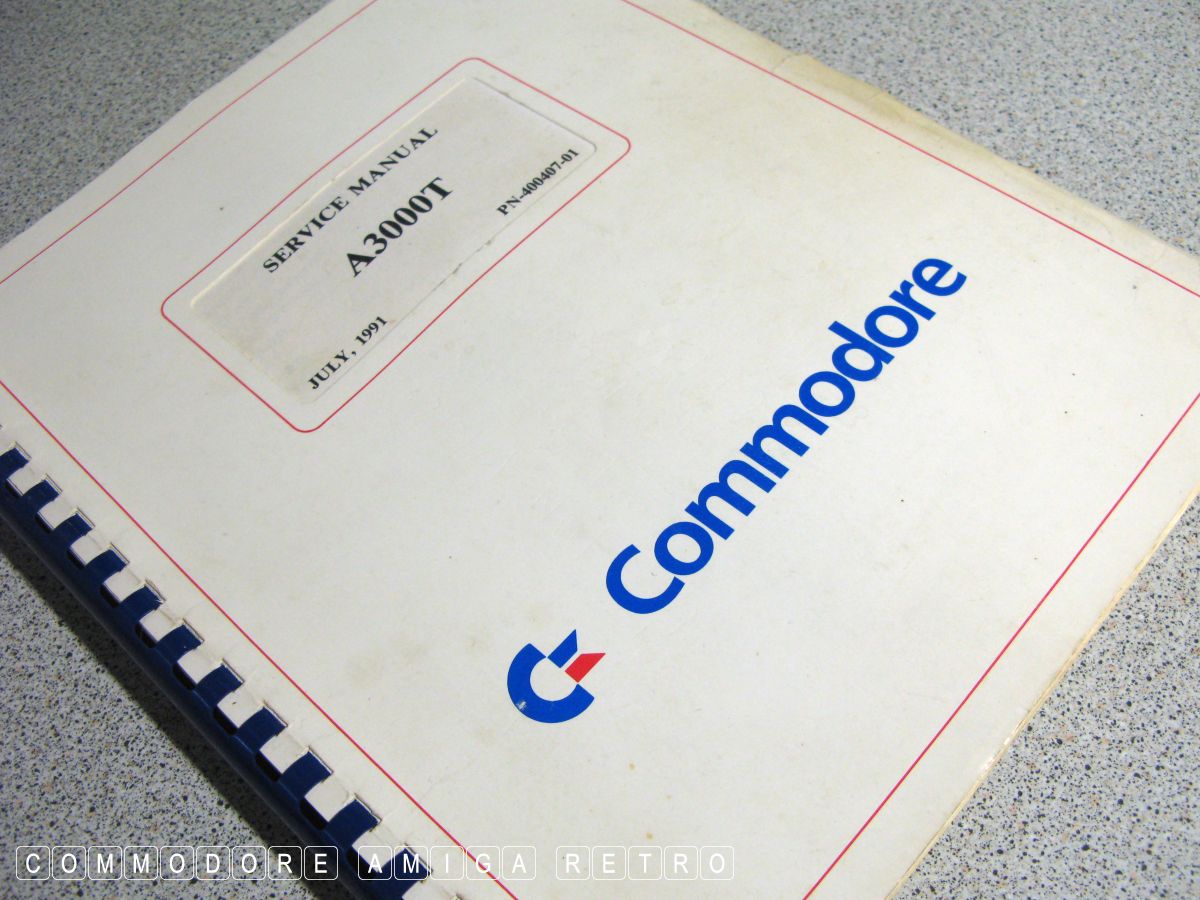 SERVICE MANUAL
A3000T
JULY, 1991
PN-400407-01
Commodore
COMMODORE AMIGA RETRO